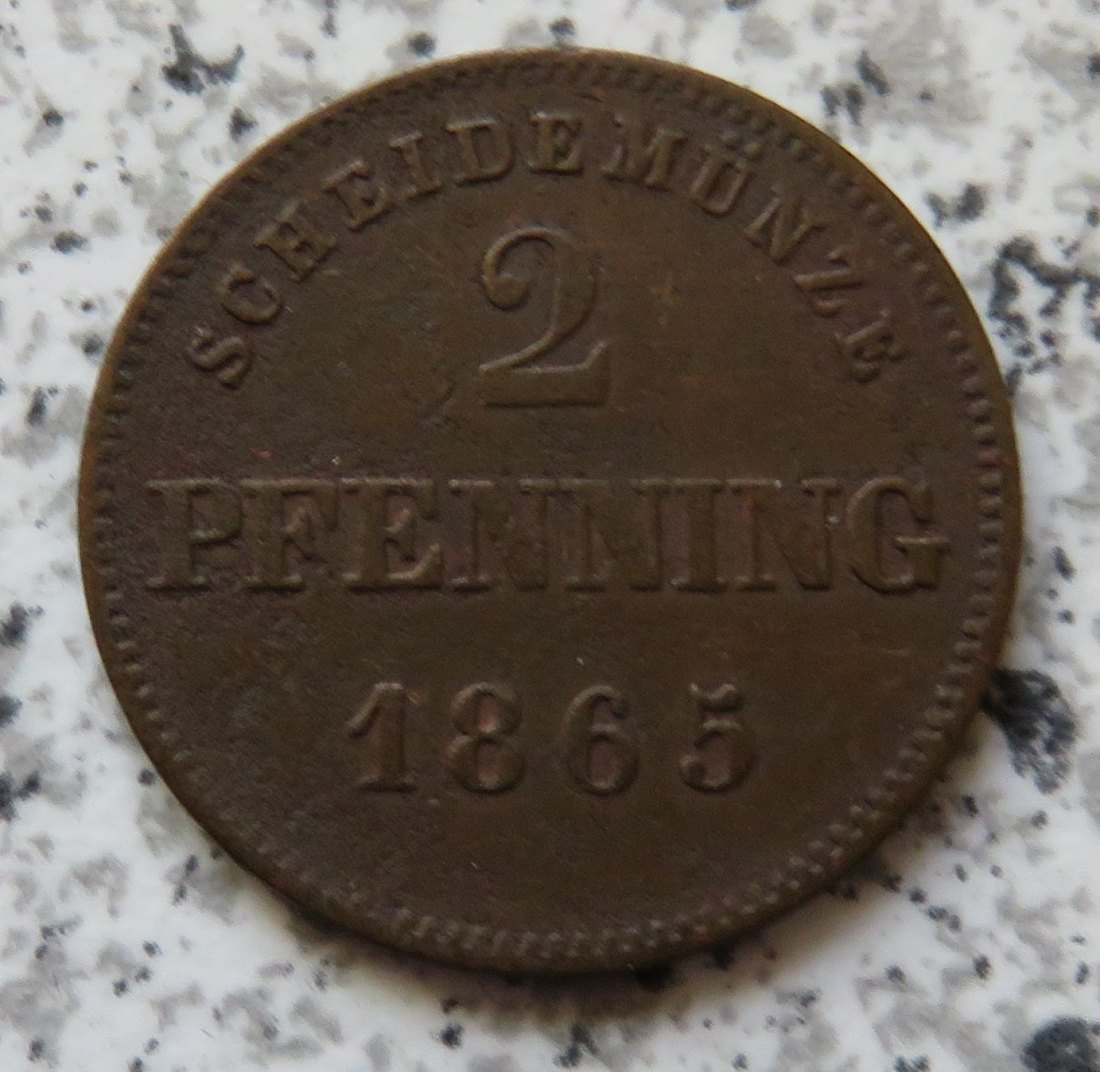 SCHEIDEMÜNZE
2
PFENNING
1865